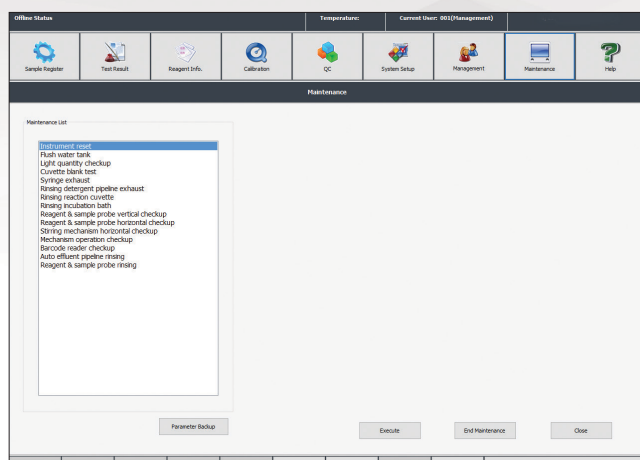 Offline Status Temperature: Current User: 001(Management)
Sample Register Test Result Reagent Info. Calibration QC System Setup Management Maintenance Help
Maintenance
Maintenance List
Instrument reset
Flush water tank
Light quantity checkup
Cuvette blank test
Syringe exhaust
Rinsing detergent pipeline exhaust
Rinsing reaction cuvette
Rinsing incubation bath
Reagent & sample probe vertical checkup
Reagent & sample probe horizontal checkup
Stirring mechanism horizontal checkup
Mechanism operation checkup
Barcode reader checkup
Auto effluent pipeline rinsing
Reagent & sample probe rinsing
Parameter Backup Execute End Maintenance Close